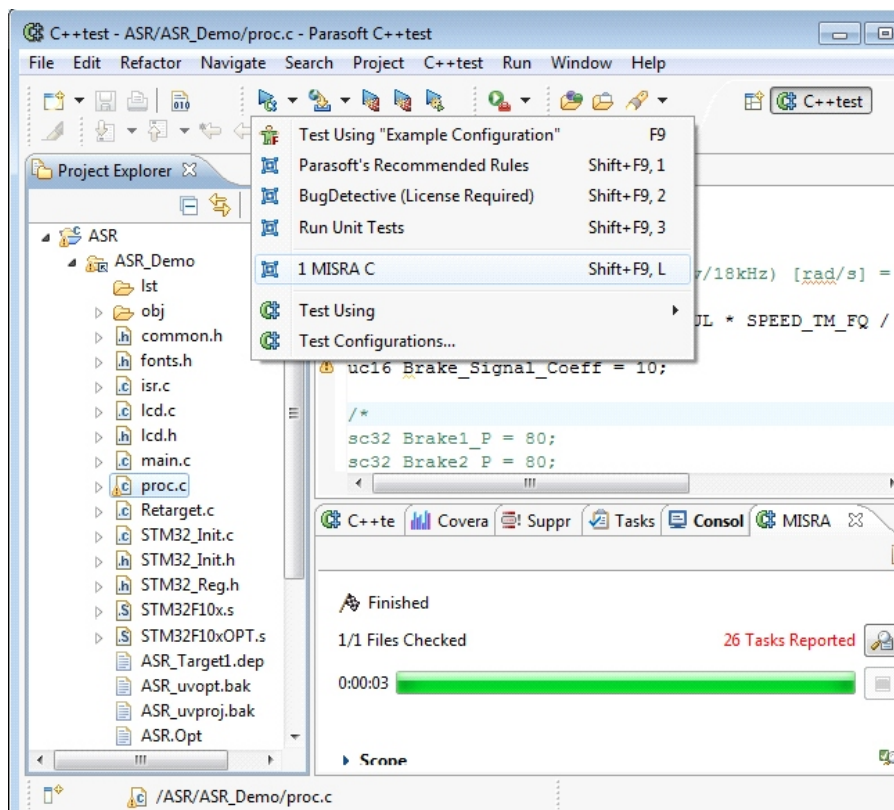 C++test - ASR/ASR_Demo/proc.c - Parasoft C++test
File Edit Refactor Navigate Search Project C++test Run Window Help
010
C++test
Test Using "Example Configuration" F9
Parasoft's Recommended Rules Shift+F9, 1
BugDetective (License Required) Shift+F9, 2
Run Unit Tests Shift+F9, 3
1 MISRA C Shift+F9, L
Test Using
Test Configurations...
Project Explorer
ASR
ASR_Demo
lst
obj
common.h
fonts.h
isr.c
lcd.c
lcd.h
main.c
proc.c
Retarget.c
STM32_Init.c
STM32_Init.h
STM32_Reg.h
STM32F10x.s
STM32F10xOPT.s
ASR_Target1.dep
ASR_uvopt.bak
ASR_uvproj.bak
ASR.Opt
/18kHz) [rad/s] =
* SPEED_TM_FQ /
uc16 Brake_Signal_Coeff = 10;
/*
sc32 Brake1_P = 80;
sc32 Brake2_P = 80;
C++te Covera Suppr Tasks Consol MISRA
Finished
1/1 Files Checked 26 Tasks Reported
0:00:03
Scope
/ASR/ASR_Demo/proc.c